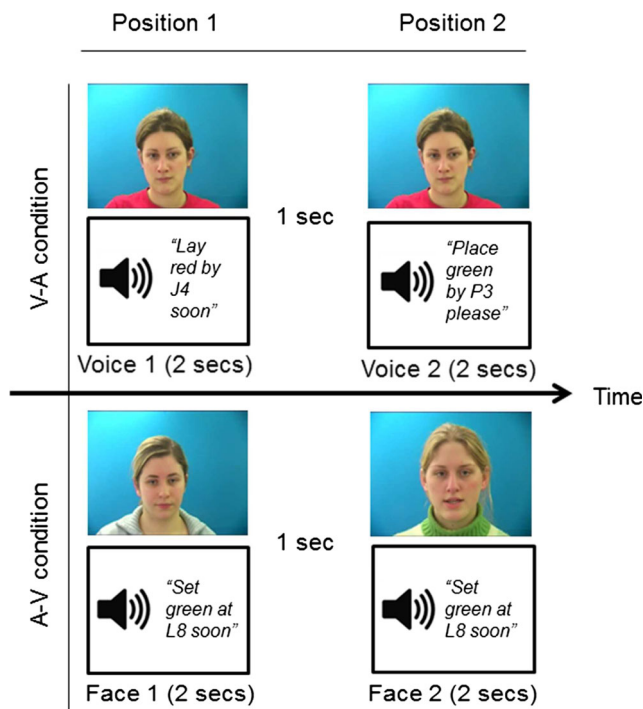 Position 1
Position 2
V-A condition
“Lay
red by
J4
soon”
1 sec
“Place
green
by P3
please”
Voice 1 (2 secs)
Voice 2 (2 secs)
Time
A-V condition
“Set
green at
L8 soon”
1 sec
“Set
green at
L8 soon”
Face 1 (2 secs)
Face 2 (2 secs)